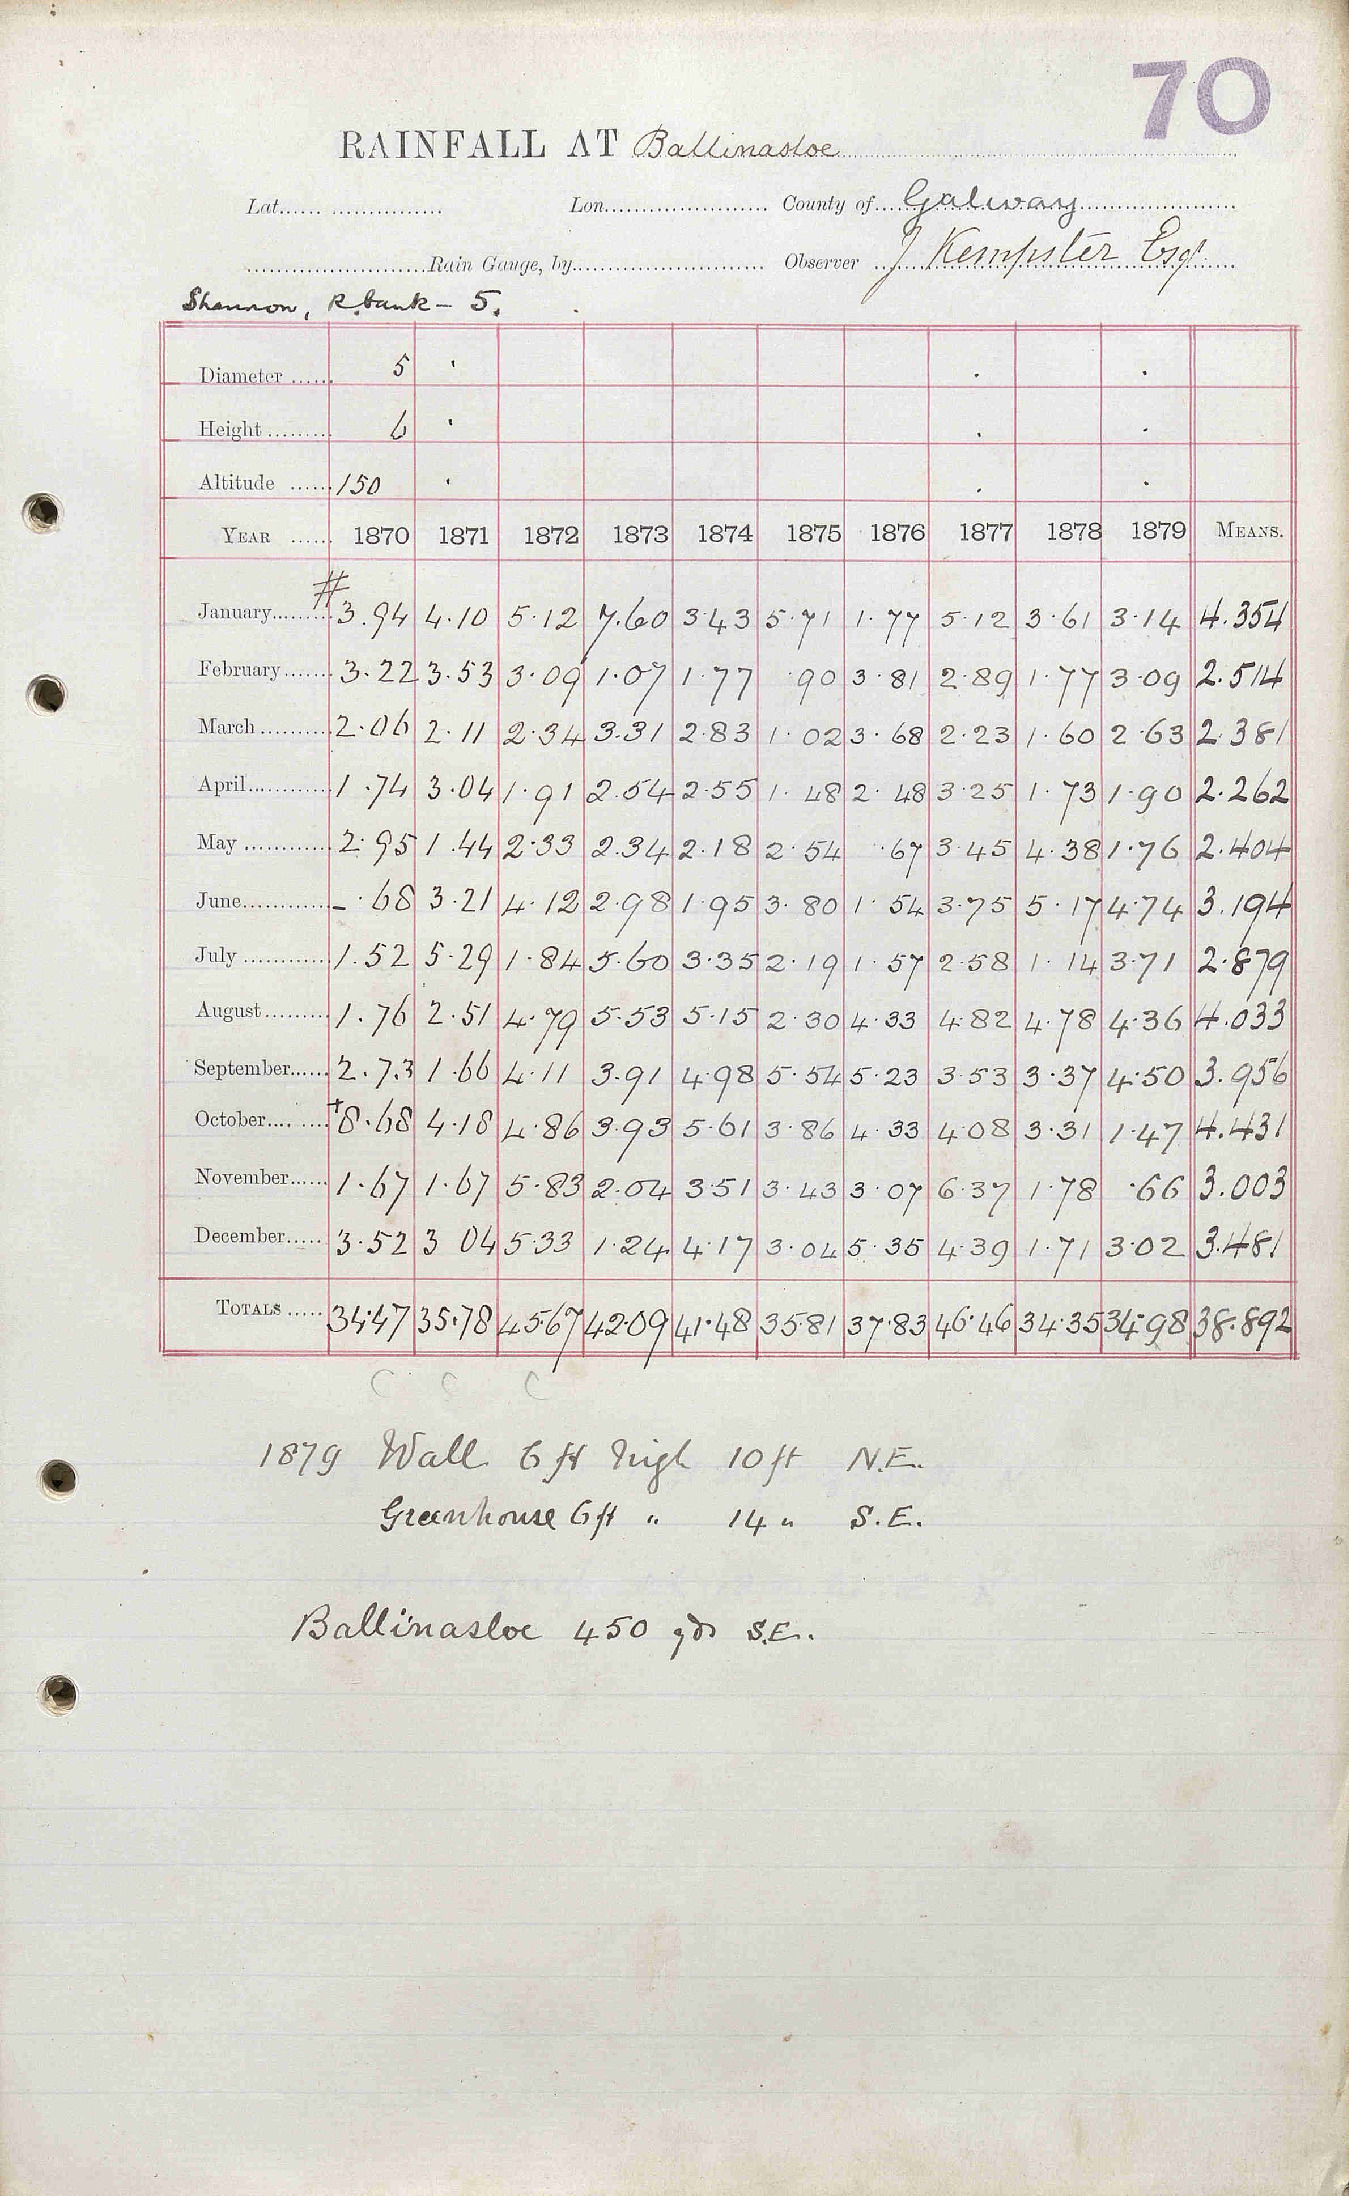 70
RAINFALL AT Ballinasloe
Lat. Lon. County of Galway
Rain Gauge, by Observer J Kempster Esqr.
Shannon, R. bank - 5.
Diameter 5
Height 6
Altitude 150
YEAR 1870 1871 1872 1873 1874 1875 1876 1877 1878 1879 MEANS.
#
January 3.94 4.10 5.12 7.60 3.43 5.71 1.77 5.12 3.61 3.14 4.354
February 3.22 3.53 3.09 1.07 1.77 .90 3.81 2.89 1.77 3.09 2.514
March 2.06 2.11 2.34 3.31 2.83 1.02 3.68 2.23 1.60 2.63 2.381
April 1.74 3.04 1.91 2.54 2.55 1.48 2.48 3.25 1.73 1.90 2.262
May 2.95 1.44 2.33 2.34 2.18 2.54 .67 3.45 4.38 1.76 2.404
June -.68 3.21 4.12 2.98 1.95 3.80 1.54 3.75 5.17 4.74 3.194
July 1.52 5.29 1.84 5.60 3.35 2.19 1.57 2.58 1.14 3.71 2.879
August 1.76 2.51 4.79 5.53 5.15 2.30 4.33 4.82 4.78 4.36 4.033
September 2.73 1.66 4.11 3.91 4.98 5.54 5.23 3.53 3.37 4.50 3.956
October +8.68 4.18 4.86 3.93 5.61 3.86 4.33 4.08 3.31 1.47 4.431
November 1.67 1.67 5.83 2.04 3.51 3.43 3.07 6.37 1.78 .66 3.003
December 3.52 3 04 5.33 1.24 4.17 3.04 5.35 4.39 1.71 3.02 3.481
TOTALS 34.47 35.78 45.67 42.09 41.48 35.81 37.83 46.46 34.35 34.98 38.892
C C C
1879 Wall 6 ft high 10 ft N.E.
Greenhouse 6 ft " 14 " S.E.
Ballinasloe 450 yds S.E.